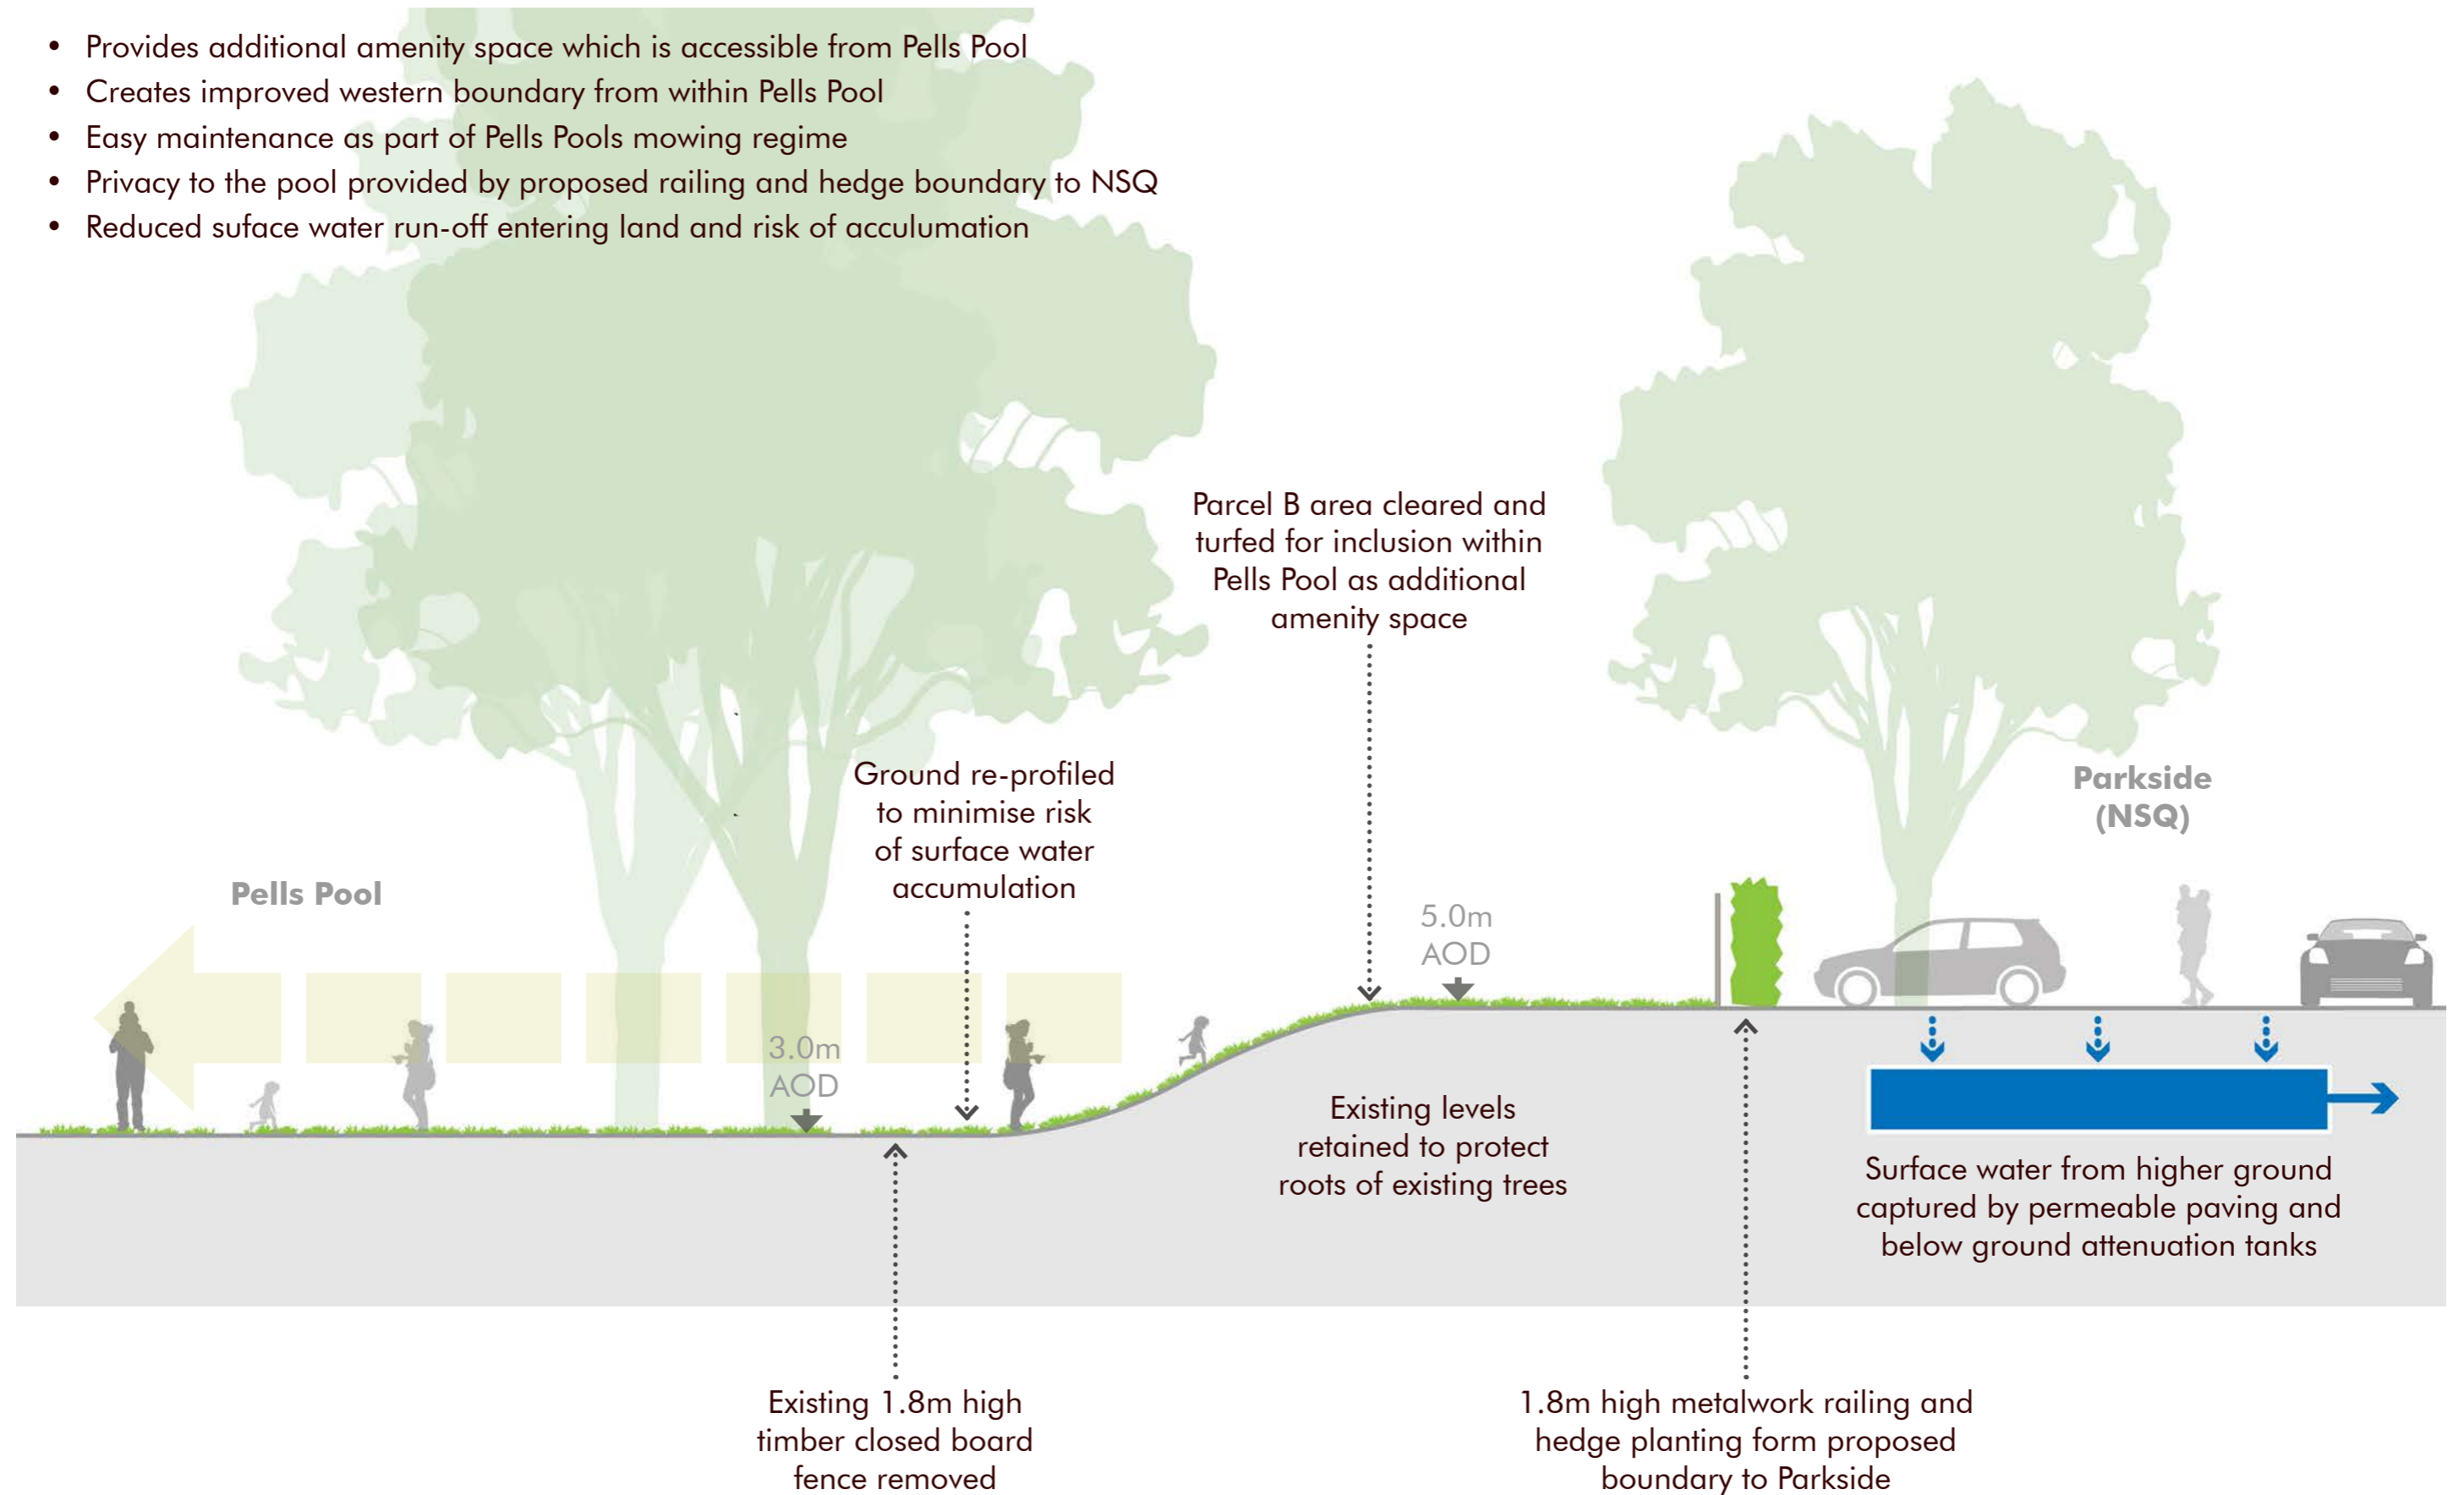 • Provides additional amenity space which is accessible from Pells Pool
• Creates improved western boundary from within Pells Pool
• Easy maintenance as part of Pells Pools mowing regime
• Privacy to the pool provided by proposed railing and hedge boundary to NSQ
• Reduced suface water run-off entering land and risk of acculumation
Parcel B area cleared and
turfed for inclusion within
Pells Pool as additional
amenity space
Ground re-profiled
to minimise risk
of surface water
accumulation
Parkside
(NSQ)
Pells Pool
5.0m
AOD
3.0m
AOD
Existing levels
retained to protect
roots of existing trees
Surface water from higher ground
captured by permeable paving and
below ground attenuation tanks
Existing 1.8m high
timber closed board
fence removed
1.8m high metalwork railing and
hedge planting form proposed
boundary to Parkside